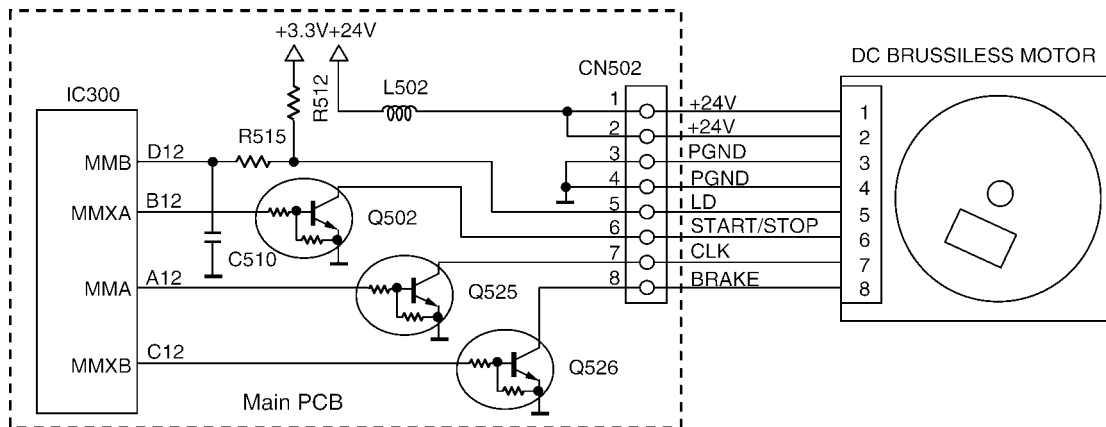 +3.3V +24V
DC BRUSSILESS MOTOR
CN502
IC300
R512
L502
1 +24V 1
R515
2 +24V 2
MMB D12
3 PGND 3
4 PGND 4
MMXA B12
Q502
5 LD 5
6 START/STOP 6
C510
7 CLK 7
MMA A12
Q525
8 BRAKE 8
MMXB C12
Q526
Main PCB